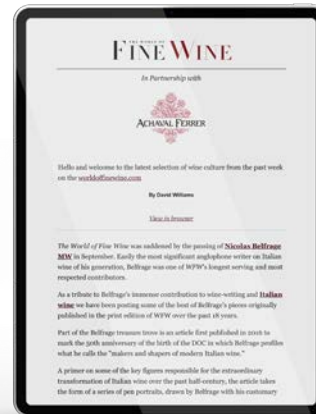 THE WORLD OF
FINE WINE
In Partnership with
ACHAVAL FERRER
Hello and welcome to the latest selection of wine culture from the past week
on the worldoffinewine.com
By David Williams
View in browser
The World of Fine Wine was saddened by the passing of Nicolas Belfrage
MW in September. Easily the most significant anglophone writer on Italian
wine of his generation, Belfrage was one of WFW's longest serving and most
respected contributors.
As a tribute to Belfrage's immense contribution to wine-writing and Italian
wine we have been posting some of the best of Belfrage's pieces originally
published in the print edition of WFW over the past 18 years.
Part of the Belfrage treasure trove is an article first published in 2016 to
mark the 50th anniversary of the birth of the DOC in which Belfrage profiles
what he calls the "makers and shapers of modern Italian wine."
A primer on some of the key figures responsible for the extraordinary
transformation of Italian wine over the past half-century, the article takes
the form of a series of pen portraits, drawn by Belfrage with his customary